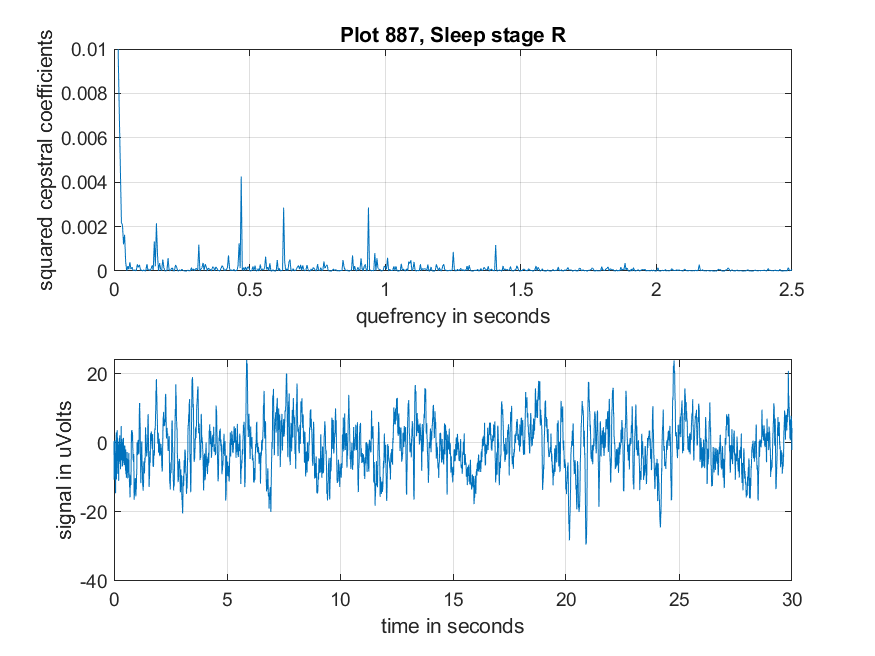 Plot 887, Sleep stage R
squared cepstral coefficients
0.01
0.008
0.006
0.004
0.002
0
0 0.5 1 1.5 2 2.5
quefrency in seconds
signal in uVolts
20
0
-20
-40
0 5 10 15 20 25 30
time in seconds